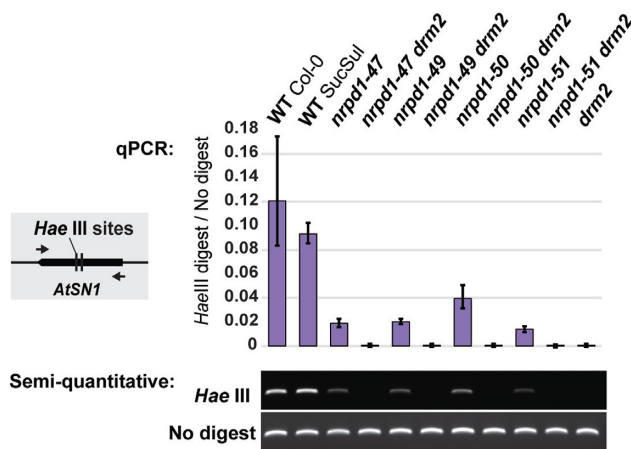 WT Col-0
WT SucSul
nrpd1-47
nrpd1-47 drm2
nrpd1-49
nrpd1-49 drm2
nrpd1-50
nrpd1-50 drm2
nrpd1-51
nrpd1-51 drm2
drm2
qPCR:
HaeIII digest / No digest
0.18
0.16
0.14
0.12
0.10
0.08
0.06
0.04
0.02
0
Hae III sites
AtSN1
Semi-quantitative:
Hae III
No digest